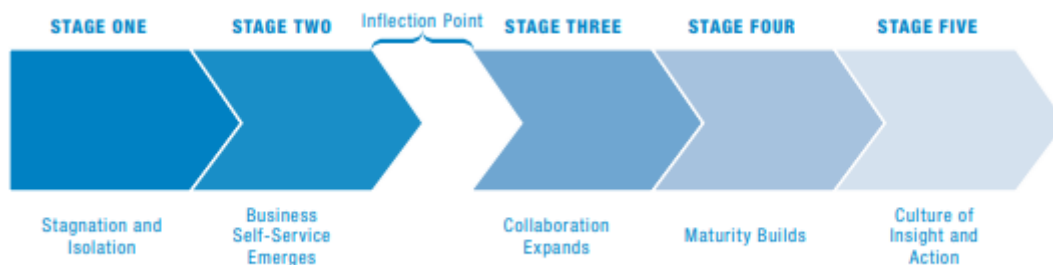 STAGE ONE
STAGE TWO
Inflection Point
STAGE THREE
STAGE FOUR
STAGE FIVE
Stagnation and
Isolation
Business
Self-Service
Emerges
Collaboration
Expands
Maturity Builds
Culture of
Insight and
Action